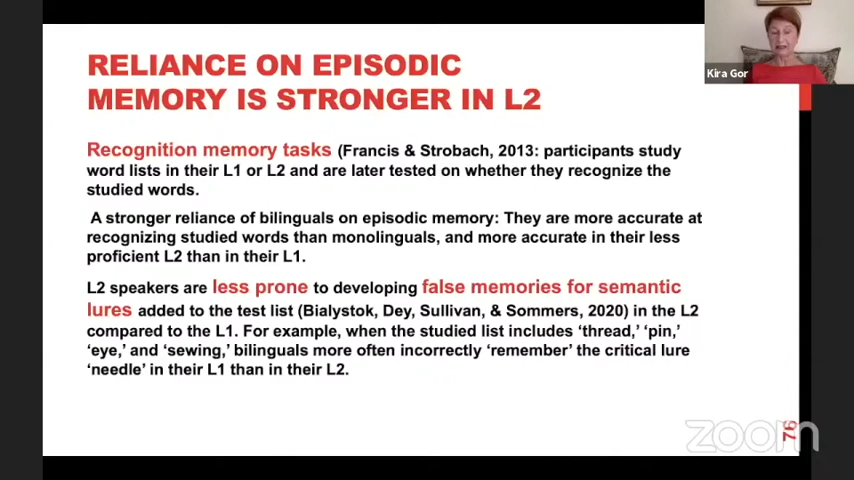 RELIANCE ON EPISODIC
MEMORY IS STRONGER IN L2
Kira Gor
Recognition memory tasks (Francis & Strobach, 2013: participants study
word lists in their L1 or L2 and are later tested on whether they recognize the
studied words.
A stronger reliance of bilinguals on episodic memory: They are more accurate at
recognizing studied words than monolinguals, and more accurate in their less
proficient L2 than in their L1.
L2 speakers are less prone to developing false memories for semantic
lures added to the test list (Bialystok, Dey, Sullivan, & Sommers, 2020) in the L2
compared to the L1. For example, when the studied list includes ‘thread,’ ‘pin,’
‘eye,’ and ‘sewing,’ bilinguals more often incorrectly ‘remember’ the critical lure
‘needle’ in their L1 than in their L2.
zoom
76